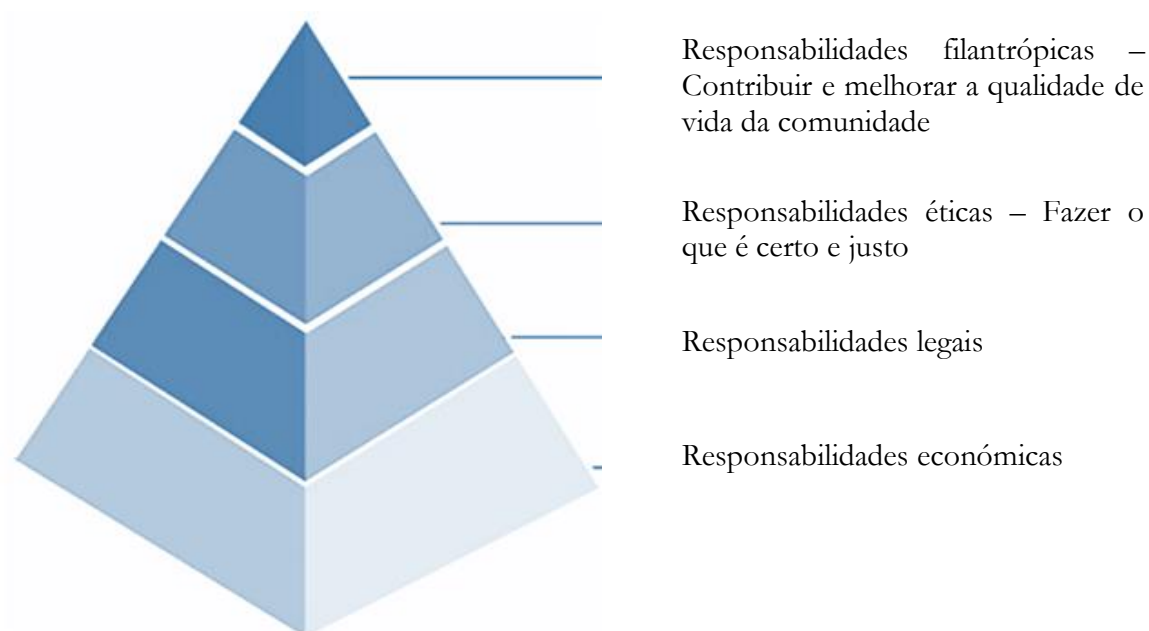 Responsabilidades filantrópicas –
Contribuir e melhorar a qualidade de
vida da comunidade
Responsabilidades éticas – Fazer o
que é certo e justo
Responsabilidades legais
Responsabilidades económicas